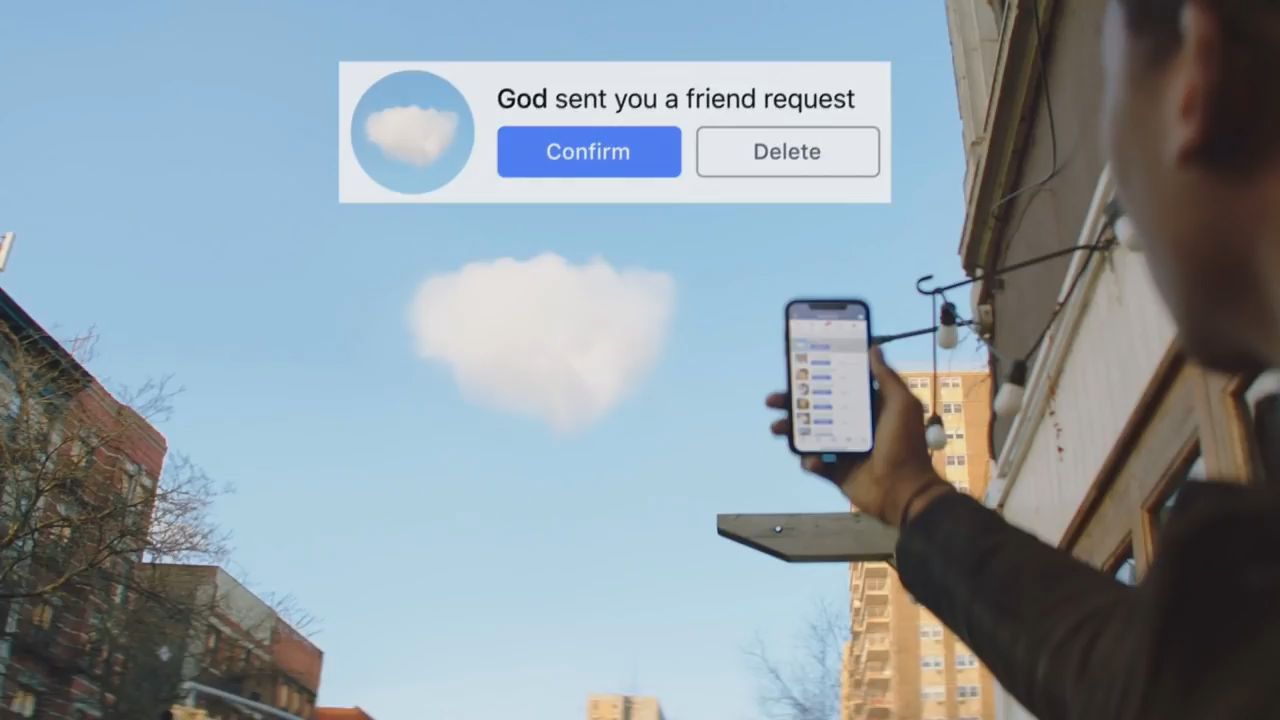 God sent you a friend request
Confirm
Delete